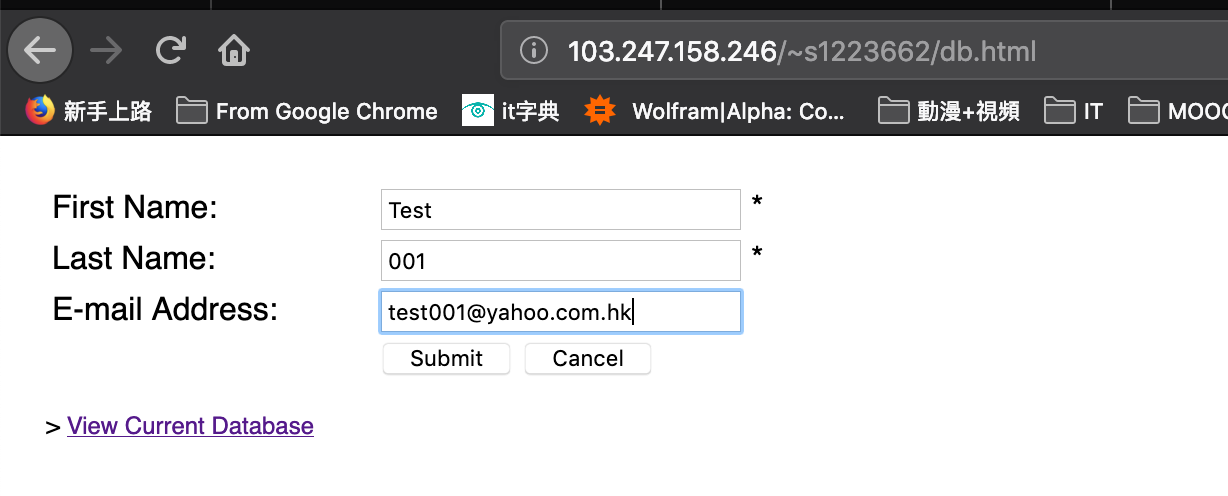 103.247.158.246/~s1223662/db.html
新手上路 From Google Chrome it字典 Wolfram|Alpha: Co... 動漫+視頻 IT MOOC
First Name: Test *
Last Name: 001 *
E-mail Address: test001@yahoo.com.hk
Submit Cancel
> View Current Database